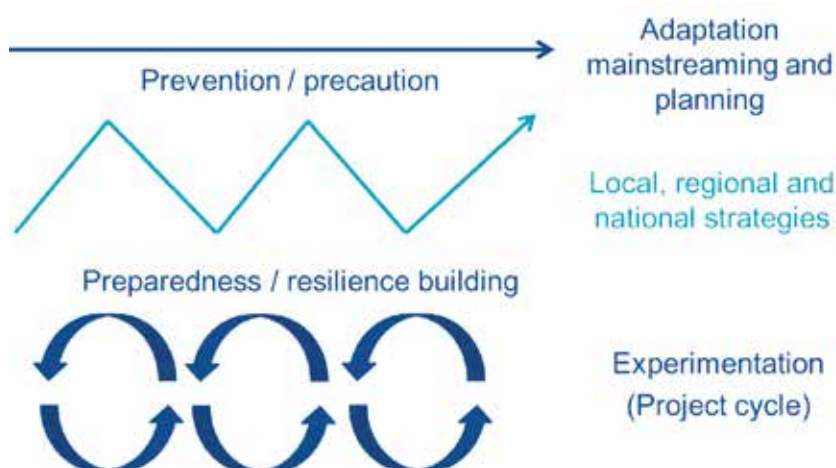 Adaptation
mainstreaming and
planning
Prevention / precaution
Local, regional and
national strategies
Preparedness / resilience building
Experimentation
(Project cycle)